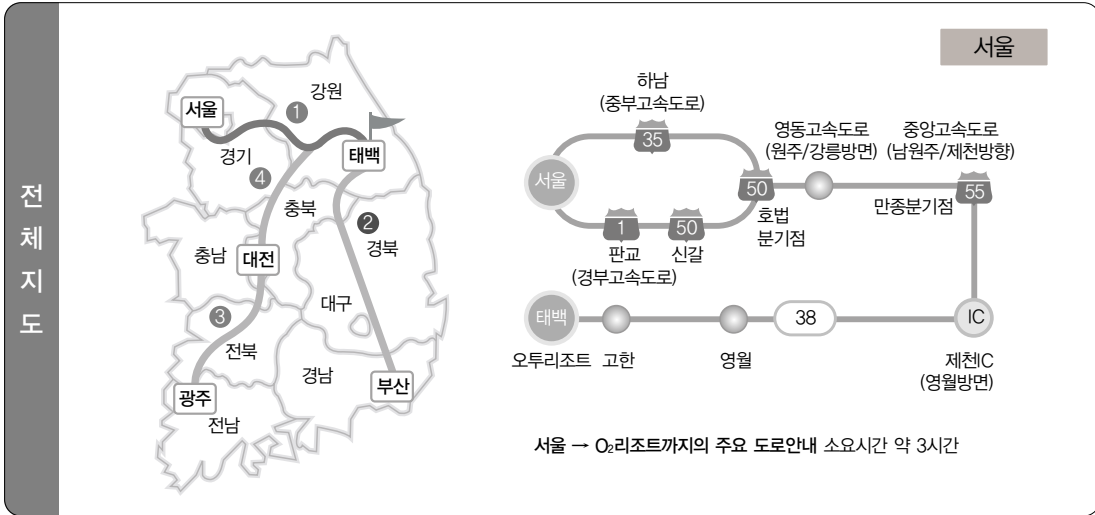 전체지도
서울
강원
1
서울
경기
4
태백
충북
2
경북
충남
대전
대구
3
전북
경남
부산
광주
전남
하남
(중부고속도로)
35
서울
1
판교
(경부고속도로)
50
신갈
50
호법
분기점
영동고속도로
(원주/강릉방면)
중앙고속도로
(남원주/제천방향)
만종분기점
55
태백
오투리조트
고한
영월
38
IC
제천IC
(영월방면)
서울 → O₂리조트까지의 주요 도로안내 소요시간 약 3시간